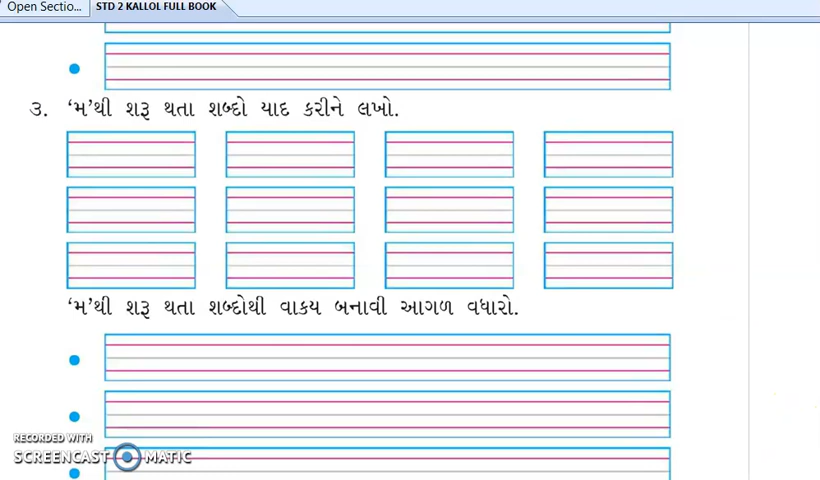 Open Sectio...
STD 2 KALLOL FULL BOOK
૩. ‘મ’થી શરૂ થતા શબ્દો યાદ કરીને લખો.
‘મ’થી શરૂ થતા શબ્દોથી વાક્ય બનાવી આગળ વધારો.
RECORDED WITH
SCREENCAST MATIC